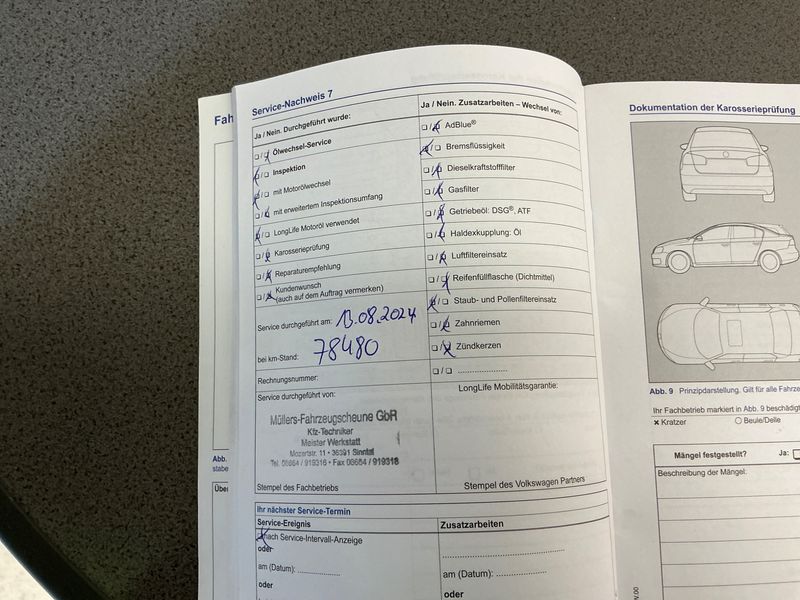 Fah
Service-Nachweis 7
Ja / Nein. Durchgeführt wurde:
Ölwechsel-Service
Inspektion
mit Motorölwechsel
mit erweitertem Inspektionsumfang
LongLife Motoröl verwendet
Karosserieprüfung
Reparaturempfehlung
Kundenwunsch
(auch auf dem Auftrag vermerken)
Service durchgeführt am: 13.08.2024
bei km-Stand: 78480
Rechnungsnummer:
Service durchgeführt von:
Müllers-Fahrzeugscheune GbR
Kfz-Techniker
Meister Werkstatt
Mozartstr. 11 • 36391 Sinntal
Tel. 06664 / 919316 • Fax 06664 / 919318
Stempel des Fachbetriebs
Ja / Nein. Zusatzarbeiten – Wechsel von:
AdBlue®
Bremsflüssigkeit
Dieselkraftstofffilter
Gasfilter
Getriebeöl: DSG®, ATF
Haldexkupplung: Öl
Luftfiltereinsatz
Reifenfüllflasche (Dichtmittel)
Staub- und Pollenfiltereinsatz
Zahnriemen
Zündkerzen
....................
LongLife Mobilitätsgarantie:
Stempel des Volkswagen Partners
Ihr nächster Service-Termin
Service-Ereignis
nach Service-Intervall-Anzeige
oder
am (Datum): ................
oder
Zusatzarbeiten
..............................................
am (Datum): ...................
oder
Abb.
stabe
Über
Dokumentation der Karosserieprüfung
Abb. 9 Prinzipdarstellung. Gilt für alle Fahrze
Ihr Fachbetrieb markiert in Abb. 9 beschädigt
× Kratzer
○ Beule/Delle
Mängel festgestellt? Ja:
Beschreibung der Mängel: